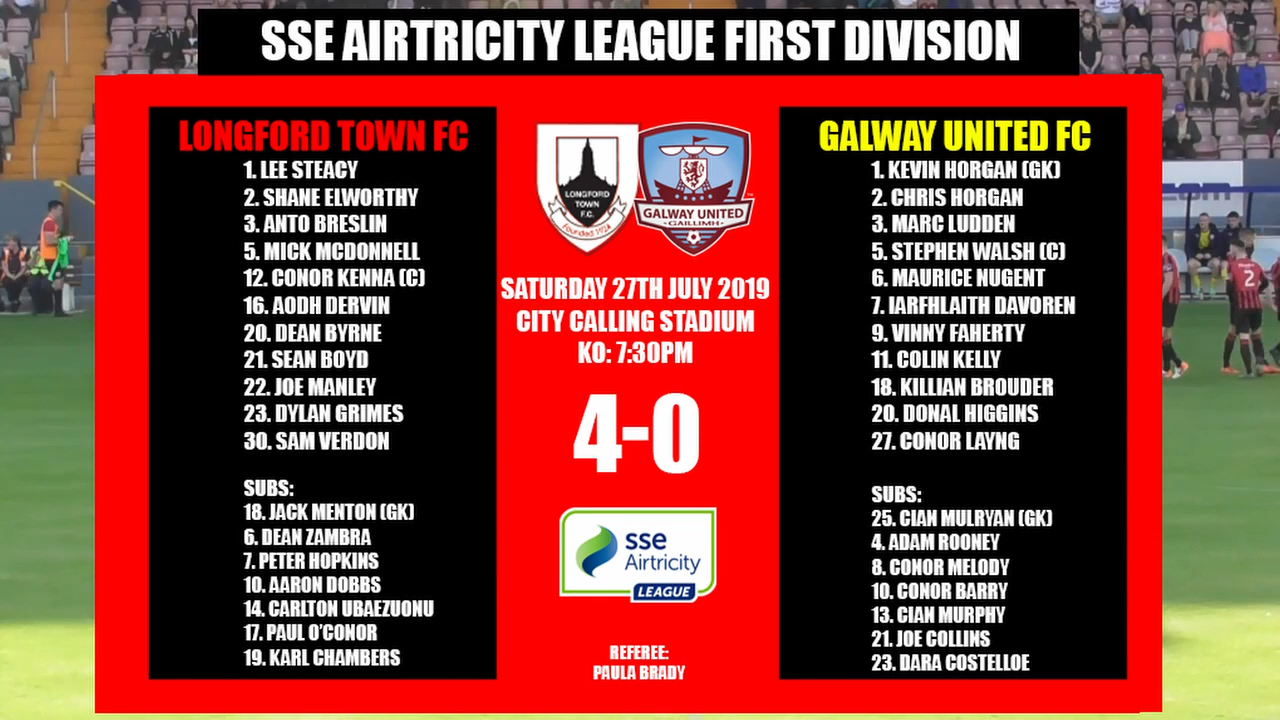 SSE AIRTRICITY LEAGUE FIRST DIVISION
LONGFORD TOWN FC
1. LEE STEACY
2. SHANE ELWORTHY
3. ANTO BRESLIN
5. MICK MCDONNELL
12. CONOR KENNA (C)
16. AODH DERVIN
20. DEAN BYRNE
21. SEAN BOYD
22. JOE MANLEY
23. DYLAN GRIMES
30. SAM VERDON
SUBS:
18. JACK MENTON (GK)
6. DEAN ZAMBRA
7. PETER HOPKINS
10. AARON DOBBS
14. CARLTON UBAEZUONU
17. PAUL O'CONOR
19. KARL CHAMBERS
LONGFORD
TOWN
F.C.
Founded 1924
GALWAY UNITED
GAILLIMH
SATURDAY 27TH JULY 2019
CITY CALLING STADIUM
KO: 7:30PM
4-0
sse
Airtricity
LEAGUE
REFEREE:
PAULA BRADY
GALWAY UNITED FC
1. KEVIN HORGAN (GK)
2. CHRIS HORGAN
3. MARC LUDDEN
5. STEPHEN WALSH (C)
6. MAURICE NUGENT
7. IARFHLAITH DAVOREN
9. VINNY FAHERTY
11. COLIN KELLY
18. KILLIAN BROUDER
20. DONAL HIGGINS
27. CONOR LAYNG
SUBS:
25. CIAN MULRYAN (GK)
4. ADAM ROONEY
8. CONOR MELODY
10. CONOR BARRY
13. CIAN MURPHY
21. JOE COLLINS
23. DARA COSTELLOE
.com
2